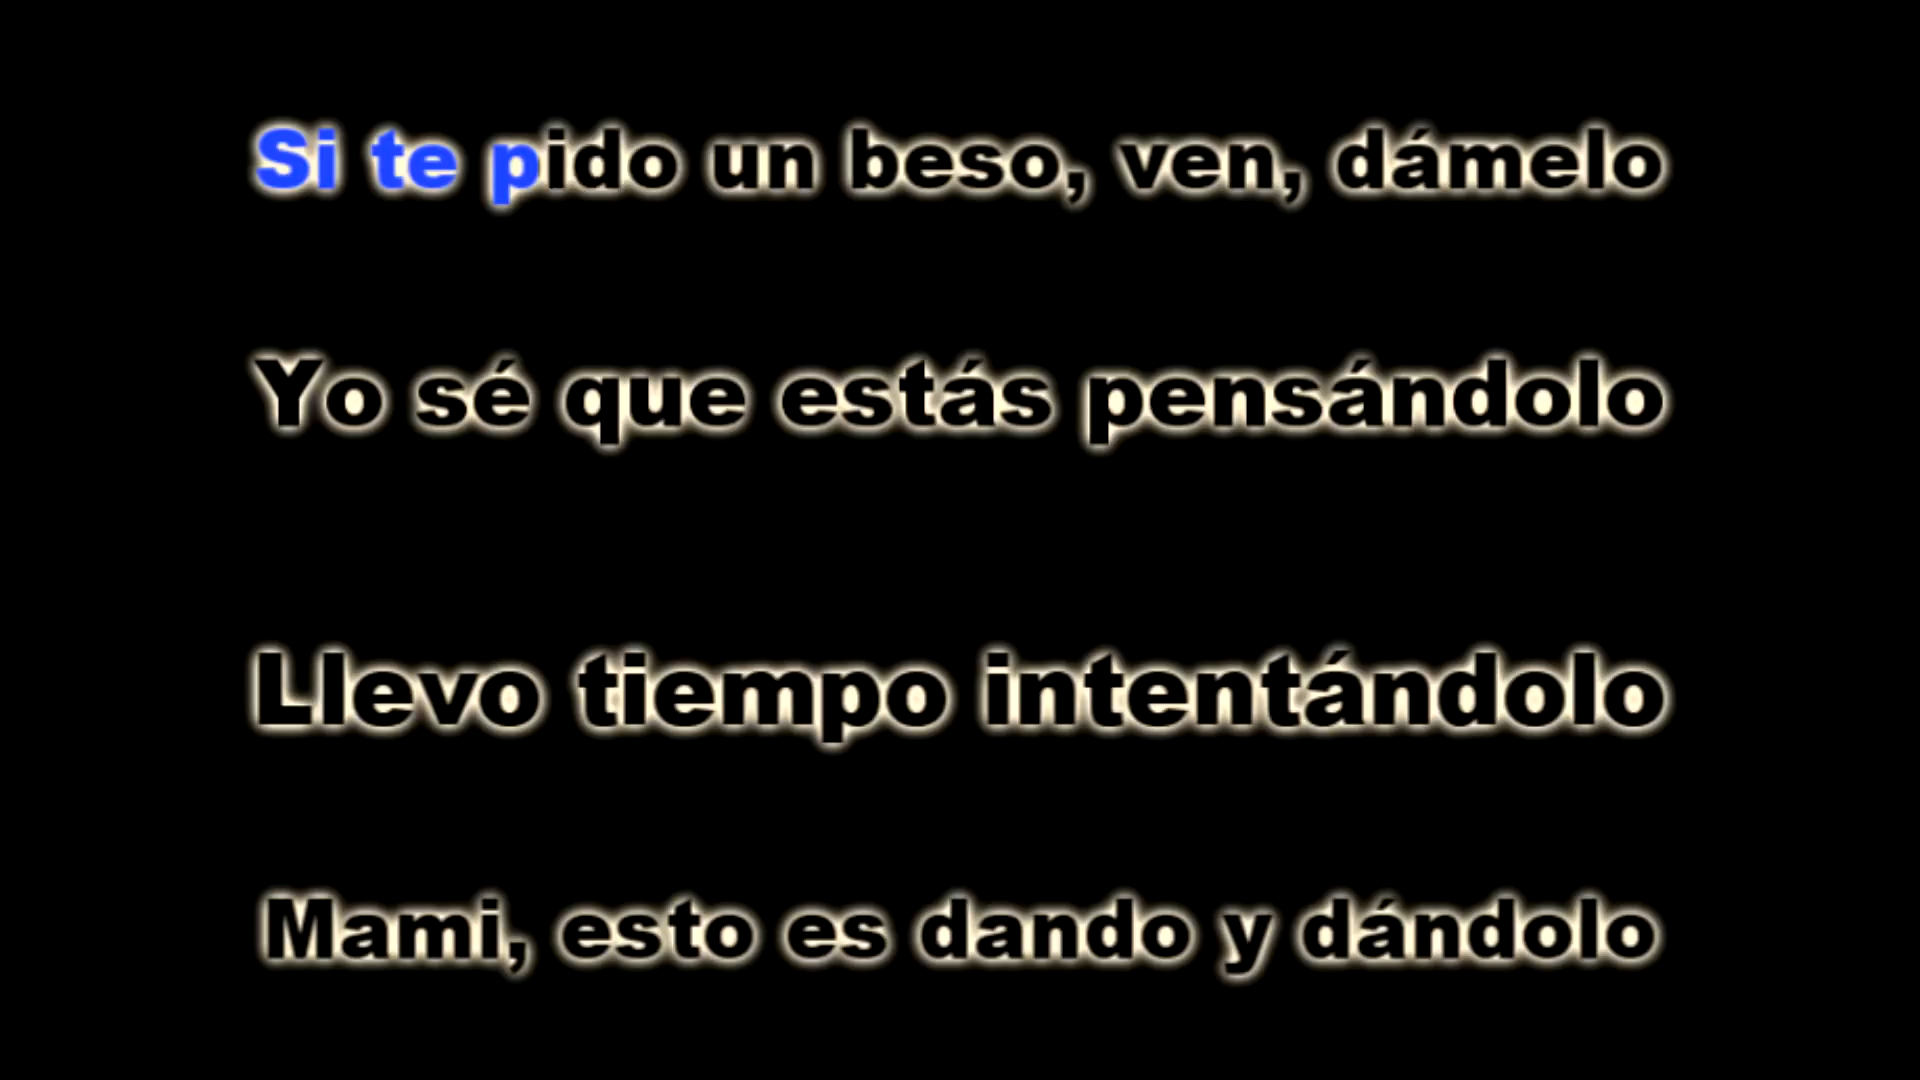 Si te pido un beso, ven, dámelo
Yo sé que estás pensándolo
Llevo tiempo intentándolo
Mami, esto es dando y dándolo